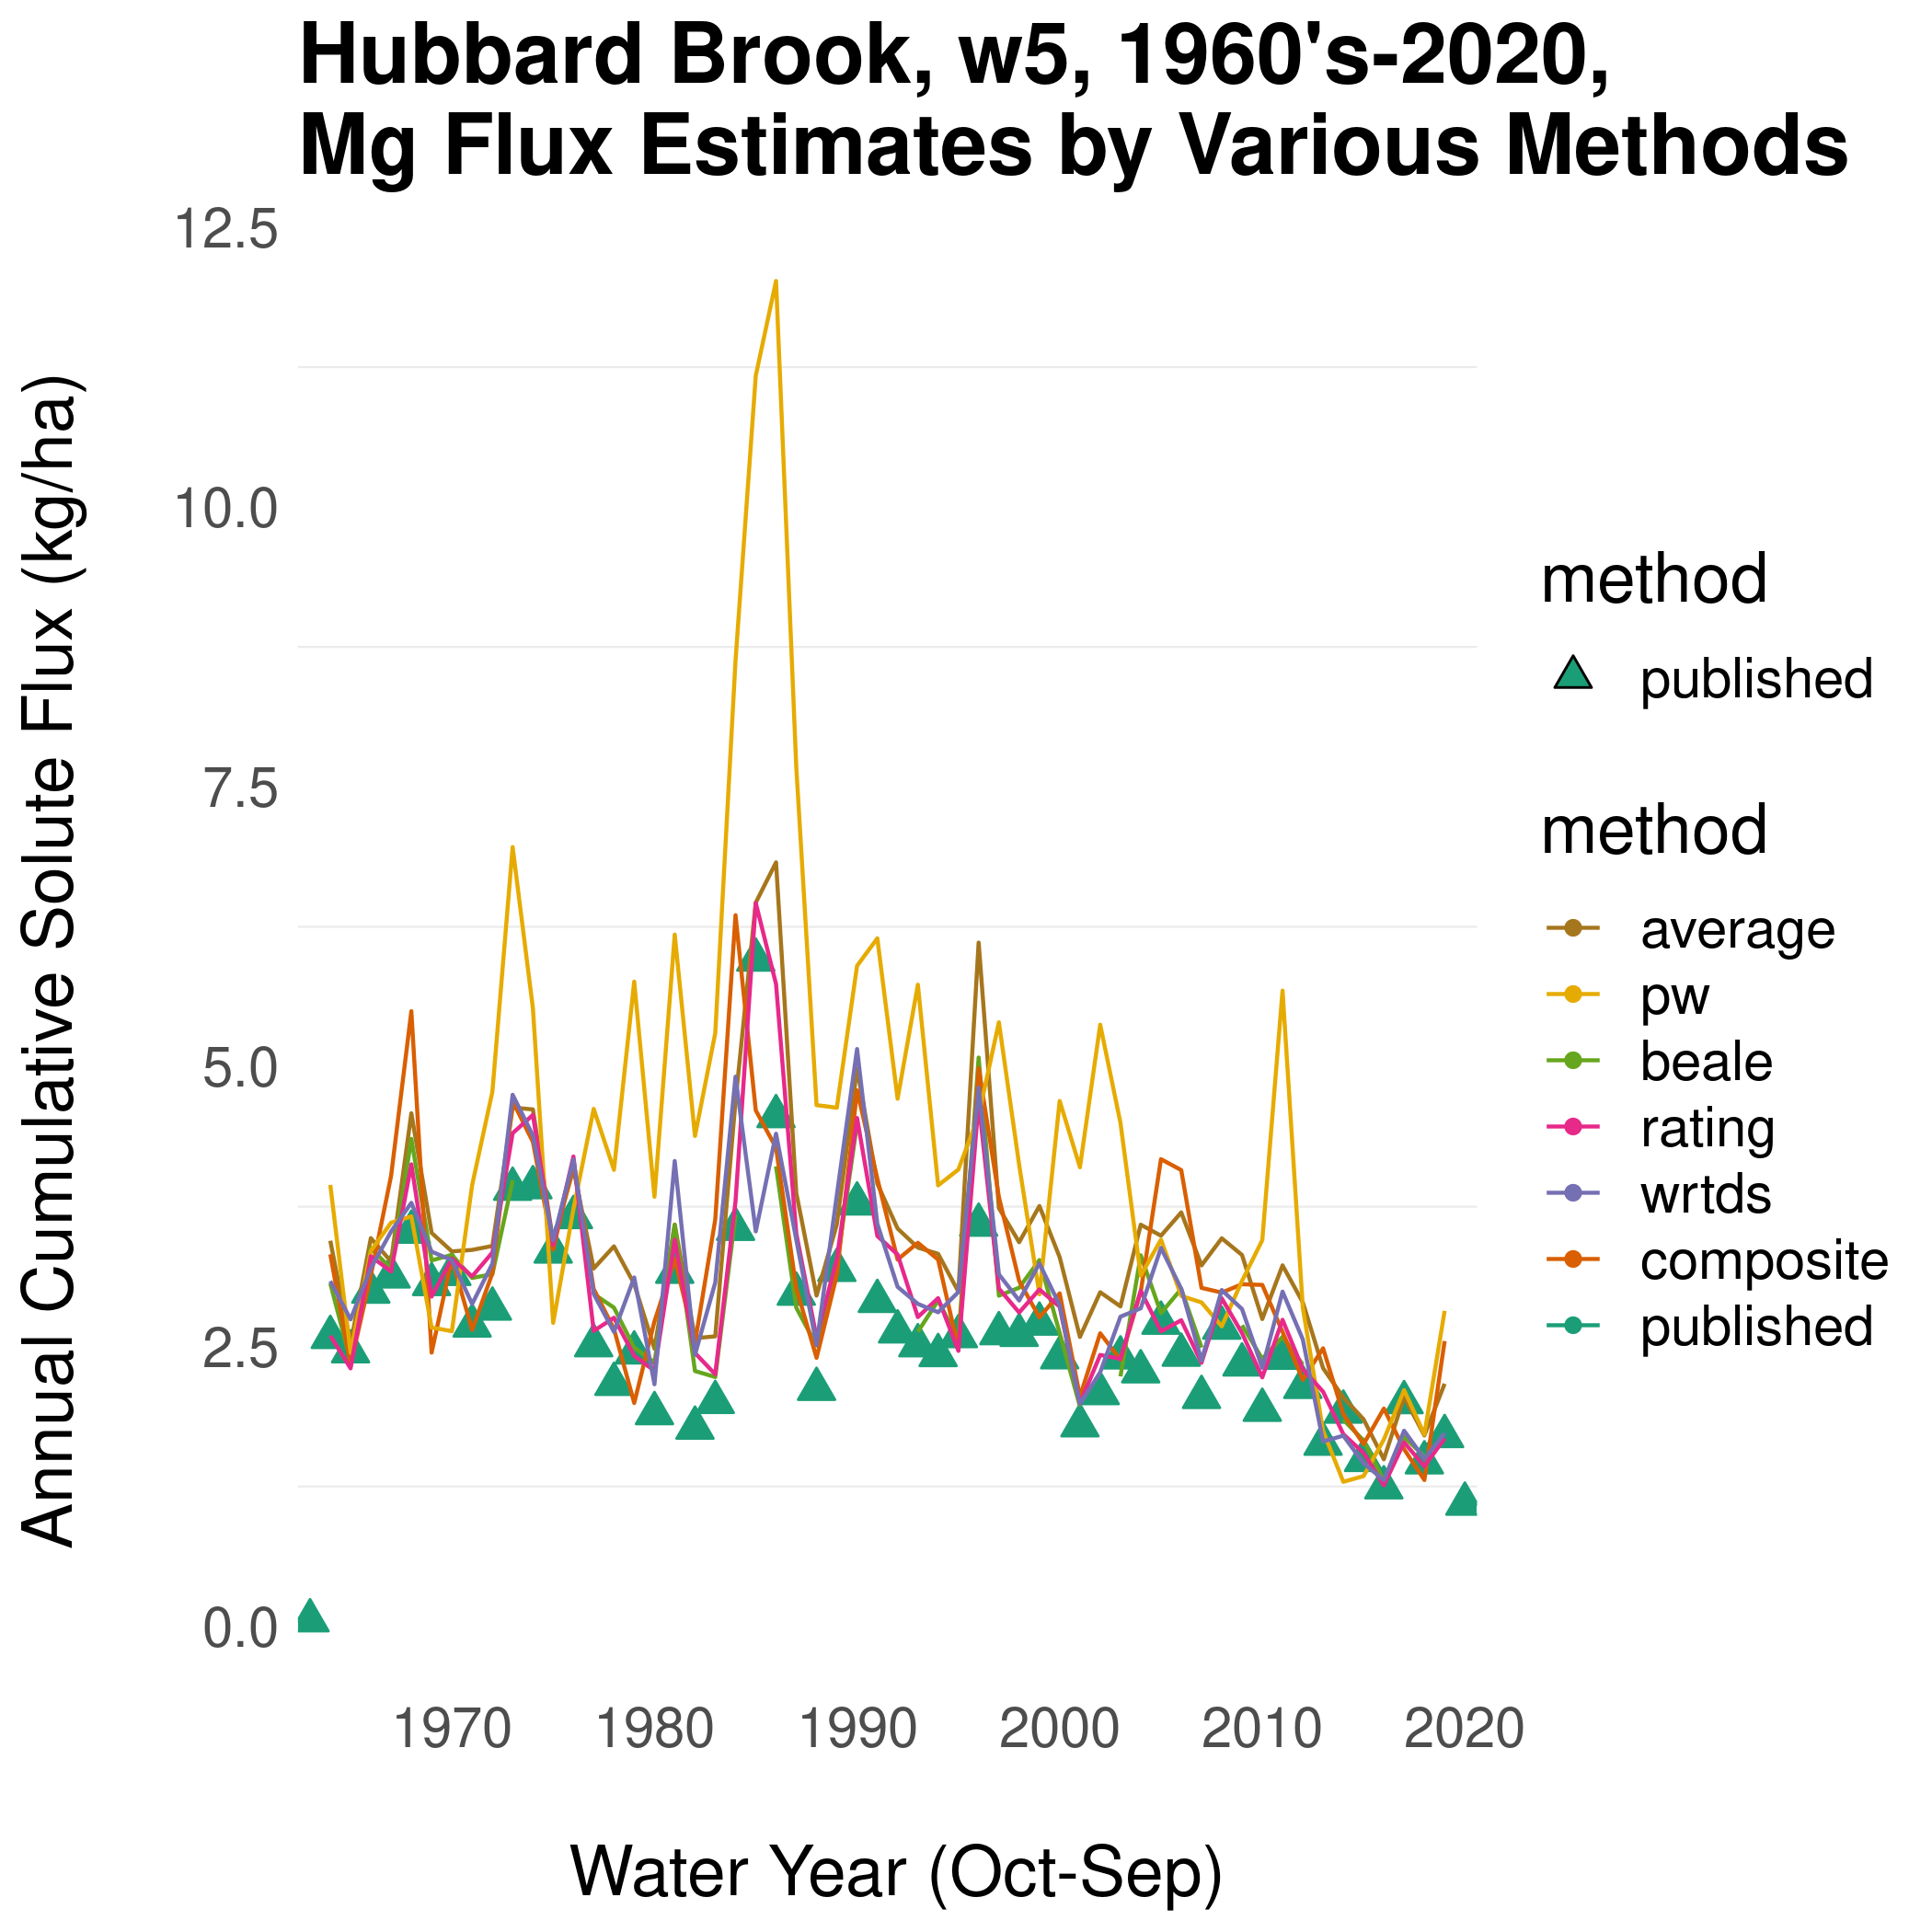 Hubbard Brook, w5, 1960's-2020,
Mg Flux Estimates by Various Methods
Annual Cumulative Solute Flux (kg/ha)
12.5
10.0
7.5
5.0
2.5
0.0
1970
1980
1990
2000
2010
2020
Water Year (Oct-Sep)
method
published
method
average
pw
beale
rating
wrtds
composite
published